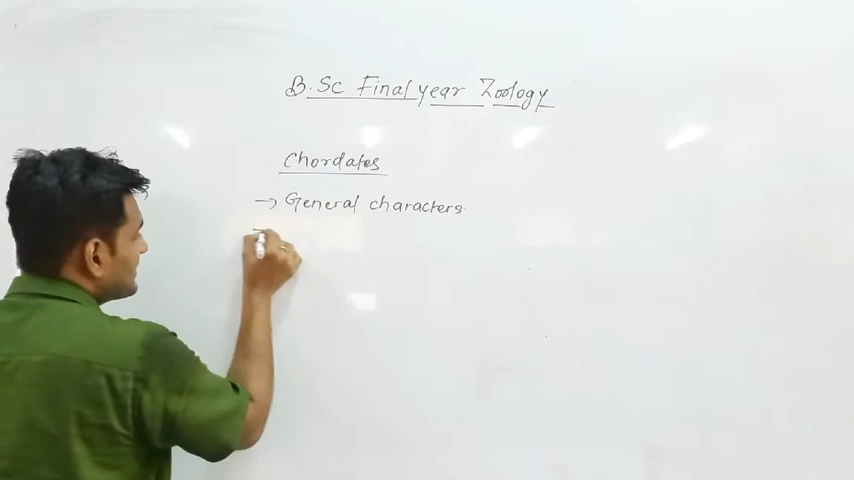 B.Sc Final year Zoology
Chordates
→ General characters.